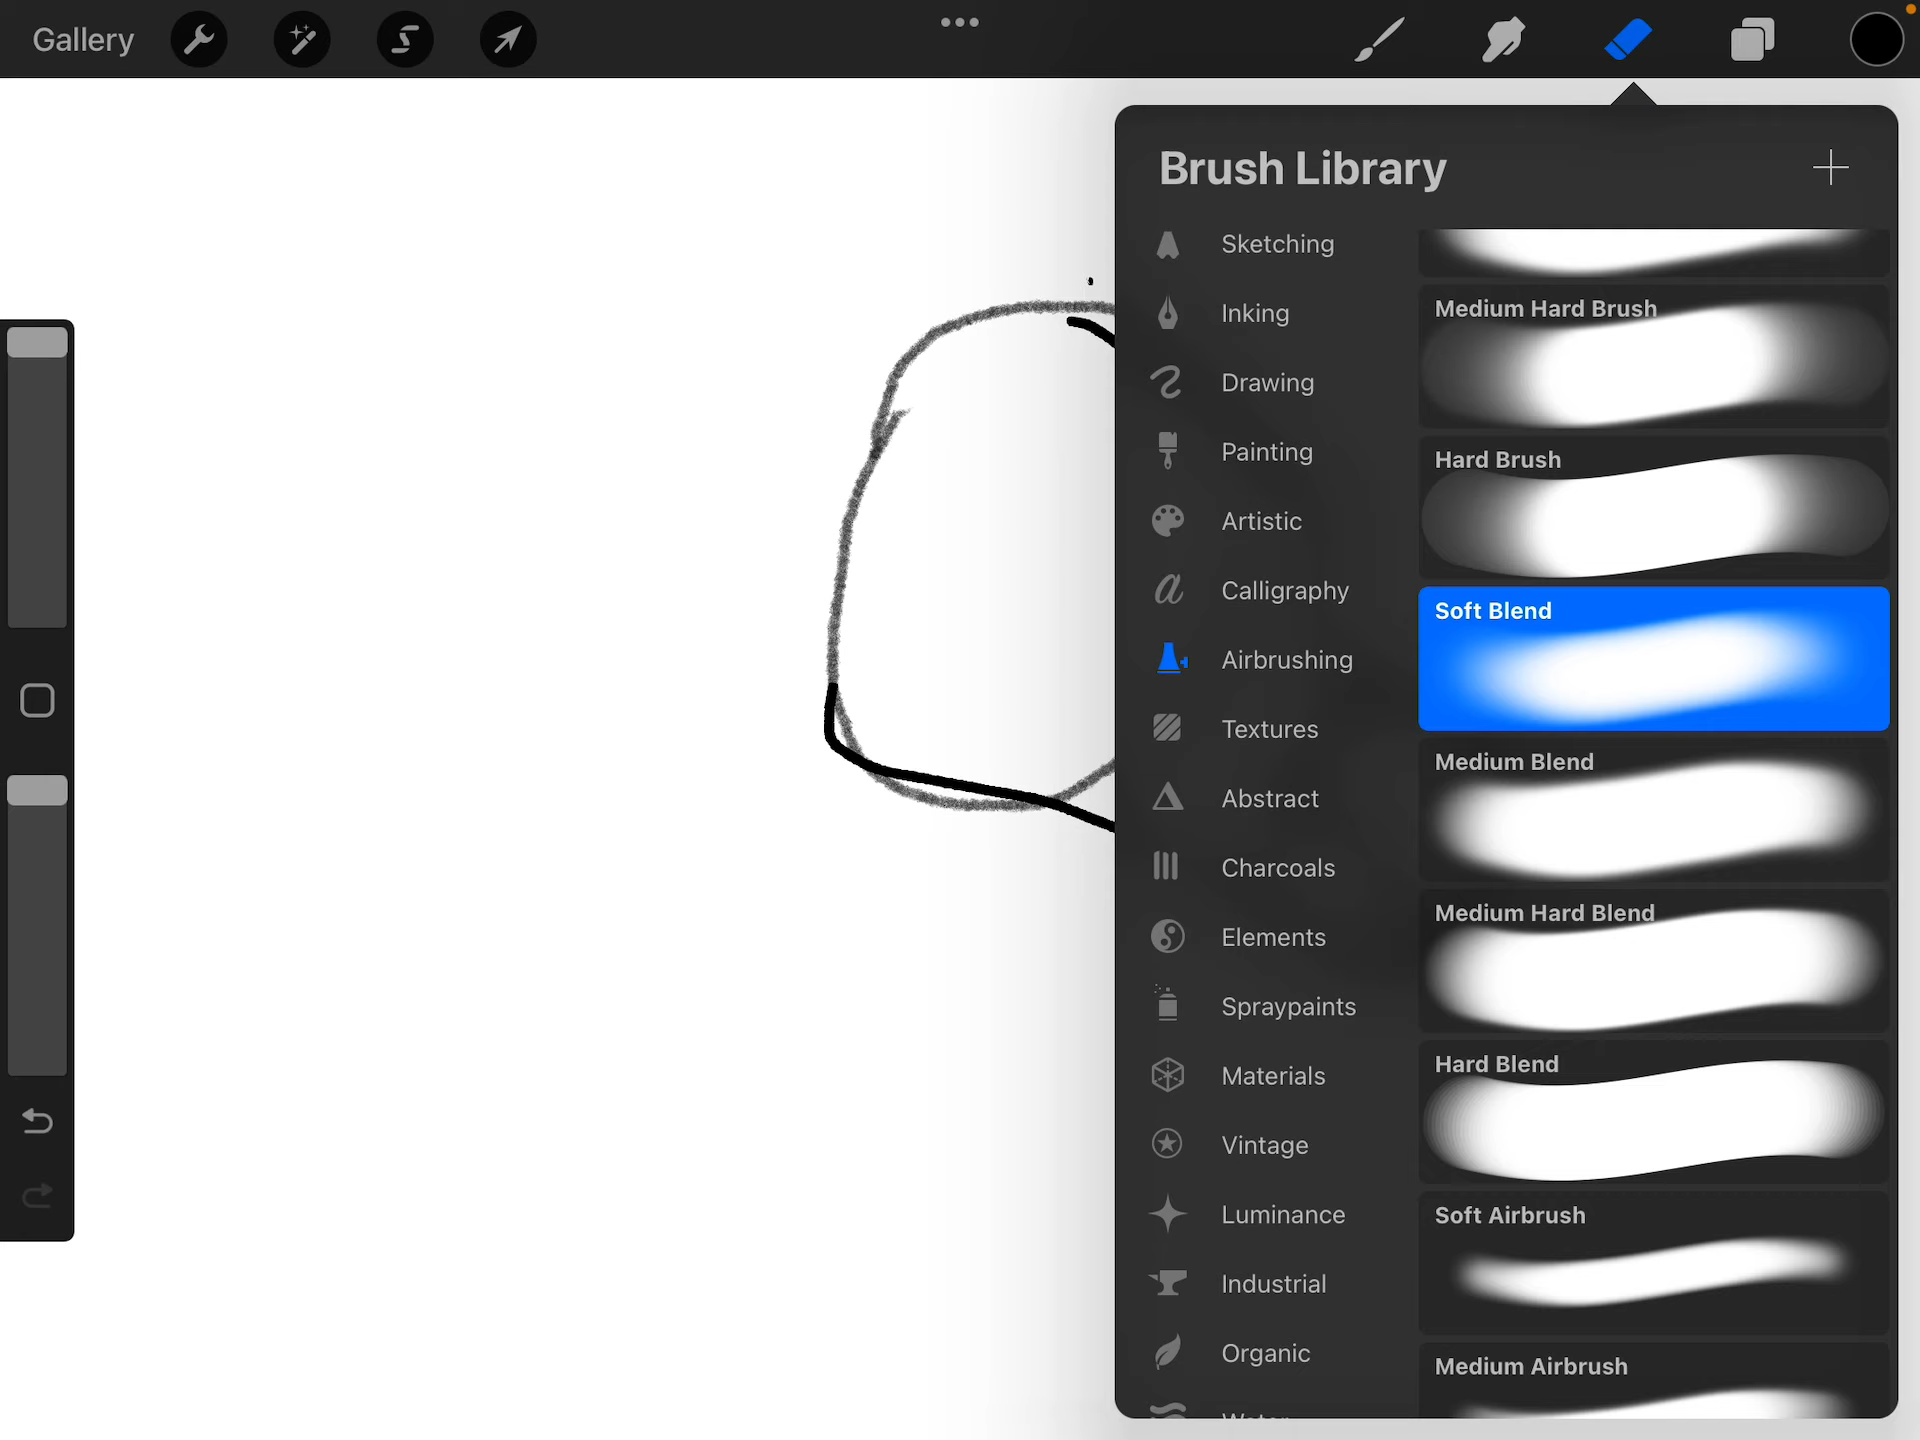 Gallery
Brush Library
Sketching
Inking
Drawing
Painting
Artistic
Calligraphy
Airbrushing
Textures
Abstract
Charcoals
Elements
Spraypaints
Materials
Vintage
Luminance
Industrial
Organic
Water
Medium Hard Brush
Hard Brush
Soft Blend
Medium Blend
Medium Hard Blend
Hard Blend
Soft Airbrush
Medium Airbrush